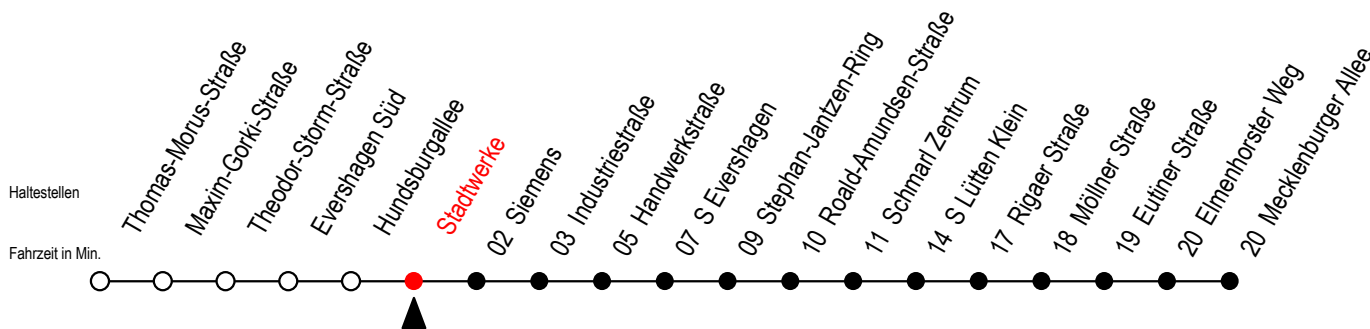 Haltestellen
Fahrzeit in Min.
Thomas-Morus-Straße
Maxim-Gorki-Straße
Theodor-Storm-Straße
Evershagen Süd
Hundsburgallee
Stadtwerke
02 Siemens
03 Industriestraße
05 Handwerkstraße
07 S Evershagen
09 Stephan-Jantzen-Ring
10 Roald-Amundsen-Straße
11 Schmarl Zentrum
14 S Lütten Klein
17 Rigaer Straße
18 Möllner Straße
19 Eutiner Straße
20 Elmenhorster Weg
20 Mecklenburger Allee